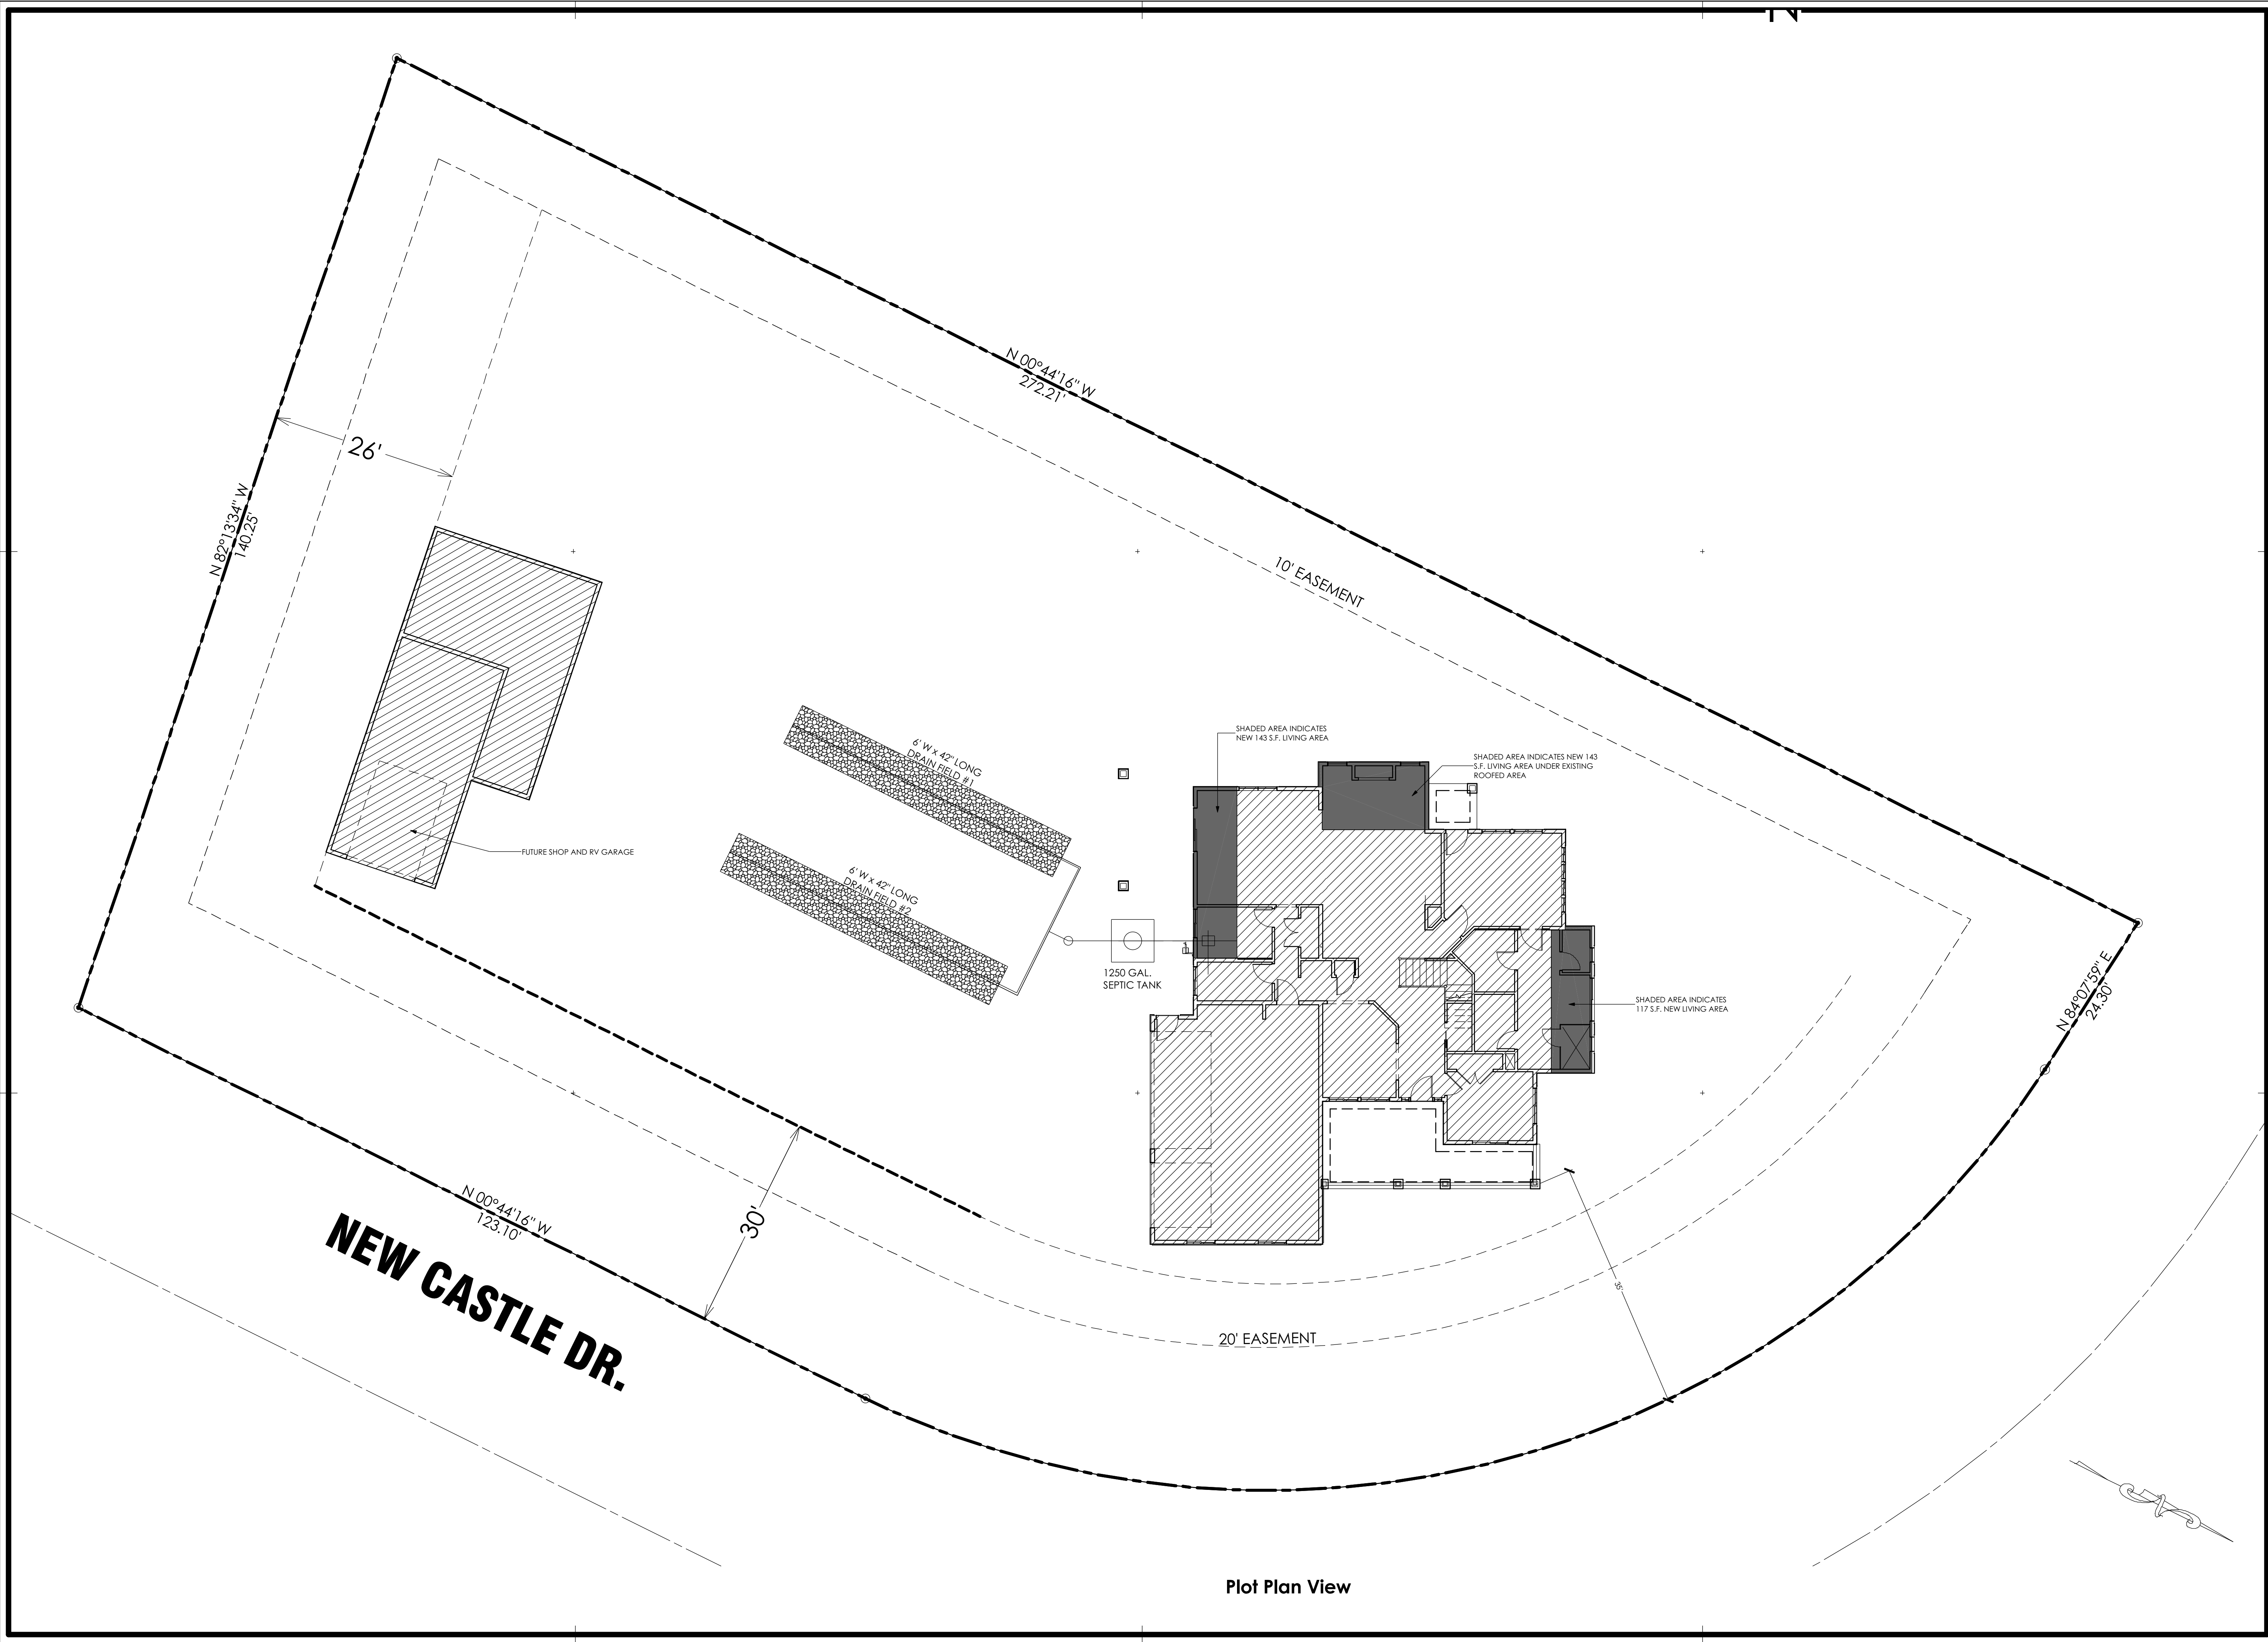 N 00°44'16" W
272.21'
26'
N 82°13'34" W
140.25'
10' EASEMENT
SHADED AREA INDICATES
NEW 143 S.F. LIVING AREA
SHADED AREA INDICATES NEW 143
S.F. LIVING AREA UNDER EXISTING
ROOFED AREA
6' W x 42" LONG
DRAIN FIELD #1
FUTURE SHOP AND RV GARAGE
6' W x 42" LONG
DRAIN FIELD #2
1250 GAL.
SEPTIC TANK
SHADED AREA INDICATES
117 S.F. NEW LIVING AREA
N 84°07'59" E
24.30'
N 00°44'16" W
123.10'
30'
NEW CASTLE DR.
35'
20' EASEMENT
Plot Plan View